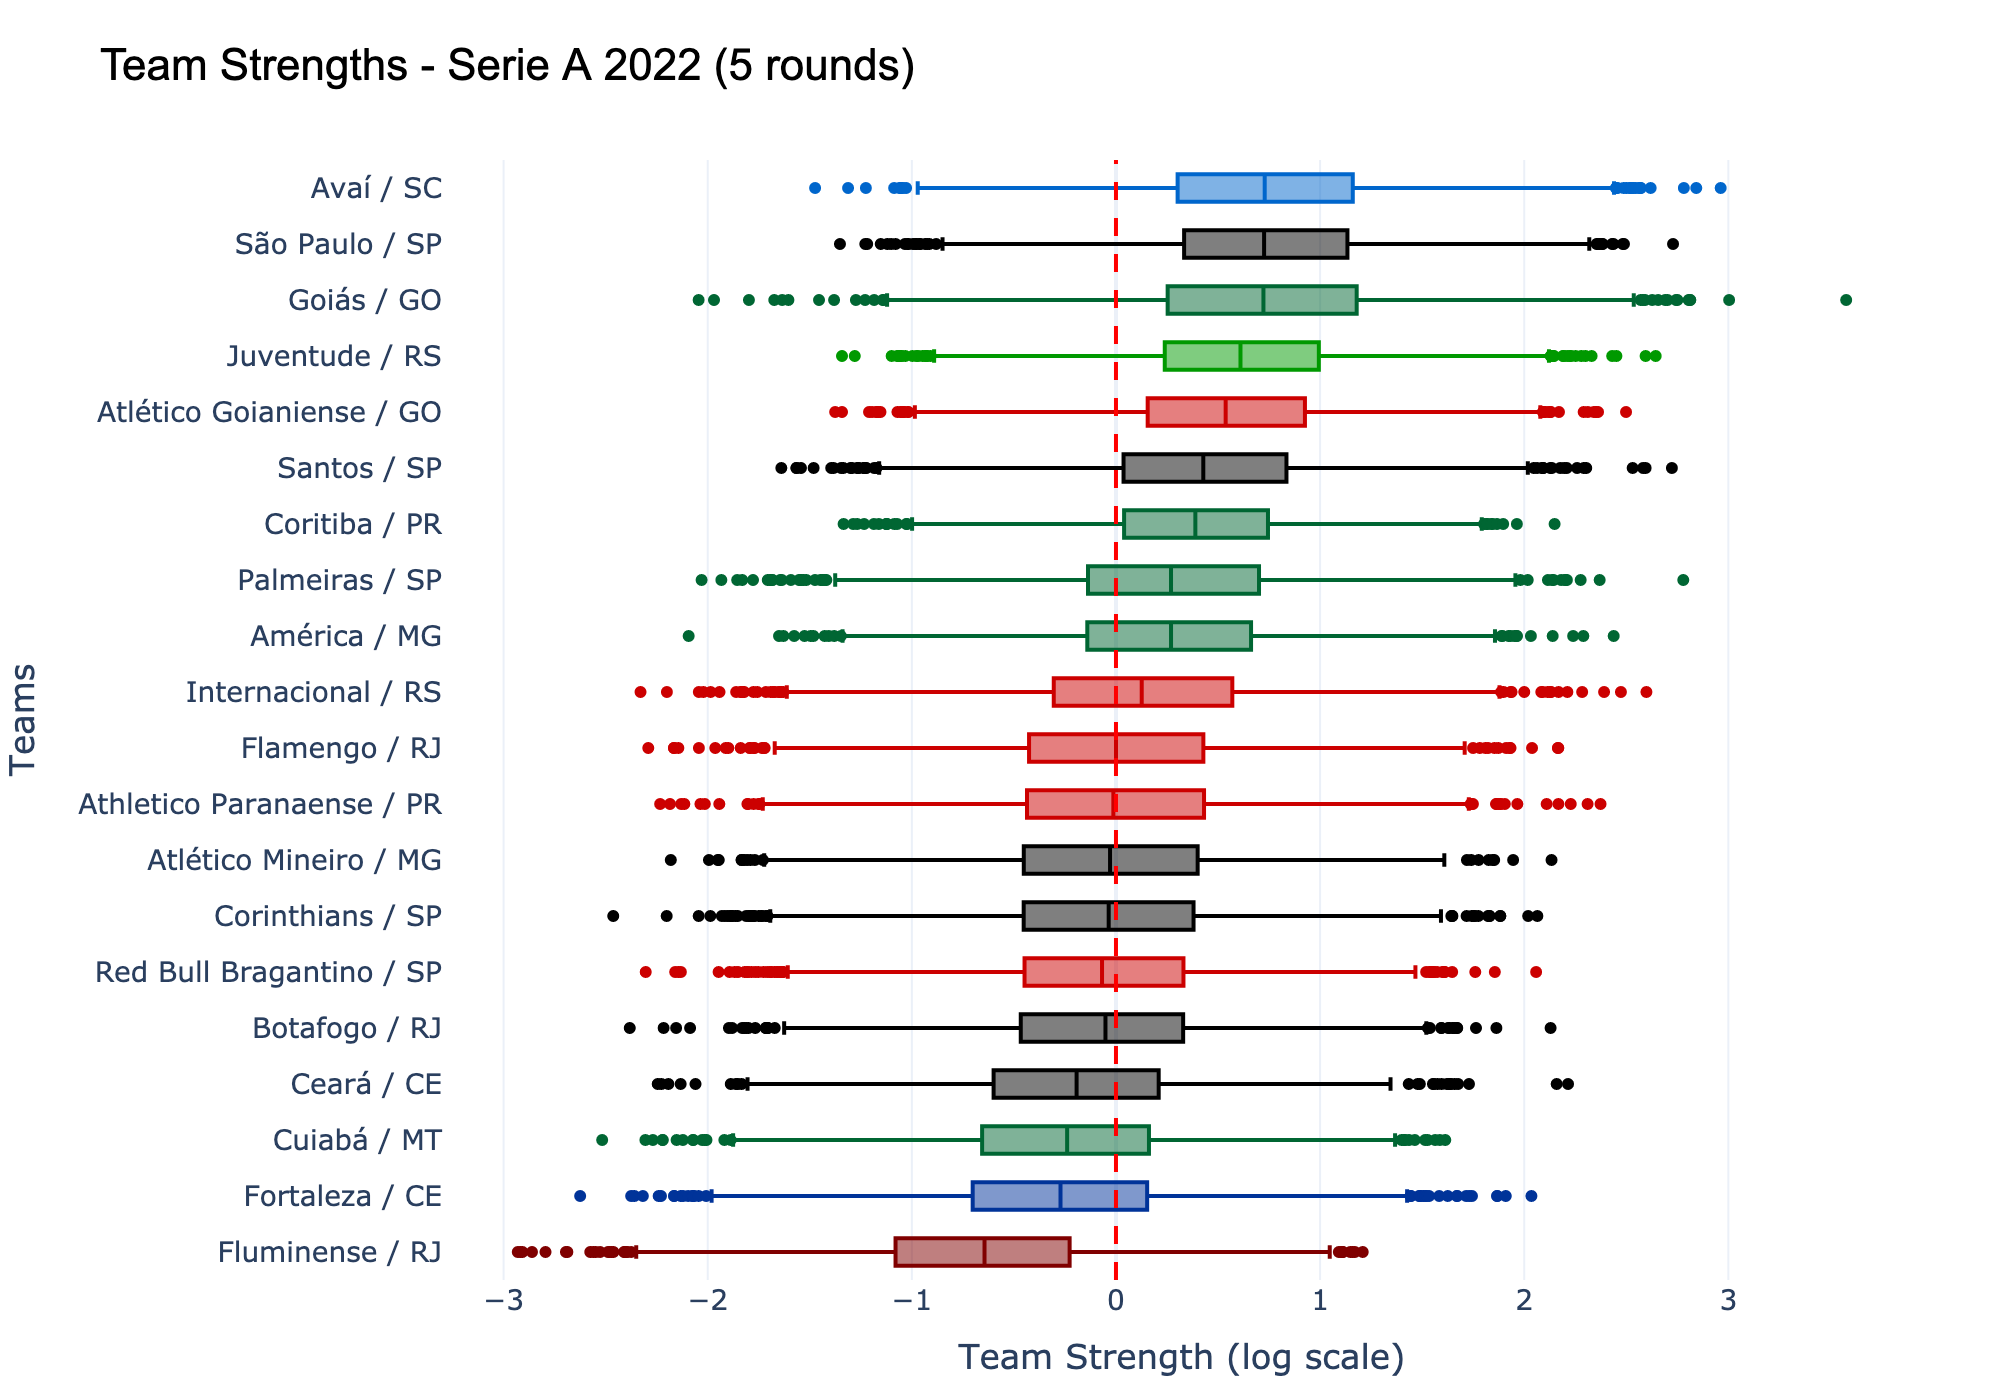 Team Strengths - Serie A 2022 (5 rounds)
Avaí / SC
São Paulo / SP
Goiás / GO
Juventude / RS
Atlético Goianiense / GO
Santos / SP
Coritiba / PR
Palmeiras / SP
América / MG
Internacional / RS
Flamengo / RJ
Athletico Paranaense / PR
Atlético Mineiro / MG
Corinthians / SP
Red Bull Bragantino / SP
Botafogo / RJ
Ceará / CE
Cuiabá / MT
Fortaleza / CE
Fluminense / RJ
Teams
−3 −2 −1 0 1 2 3
Team Strength (log scale)